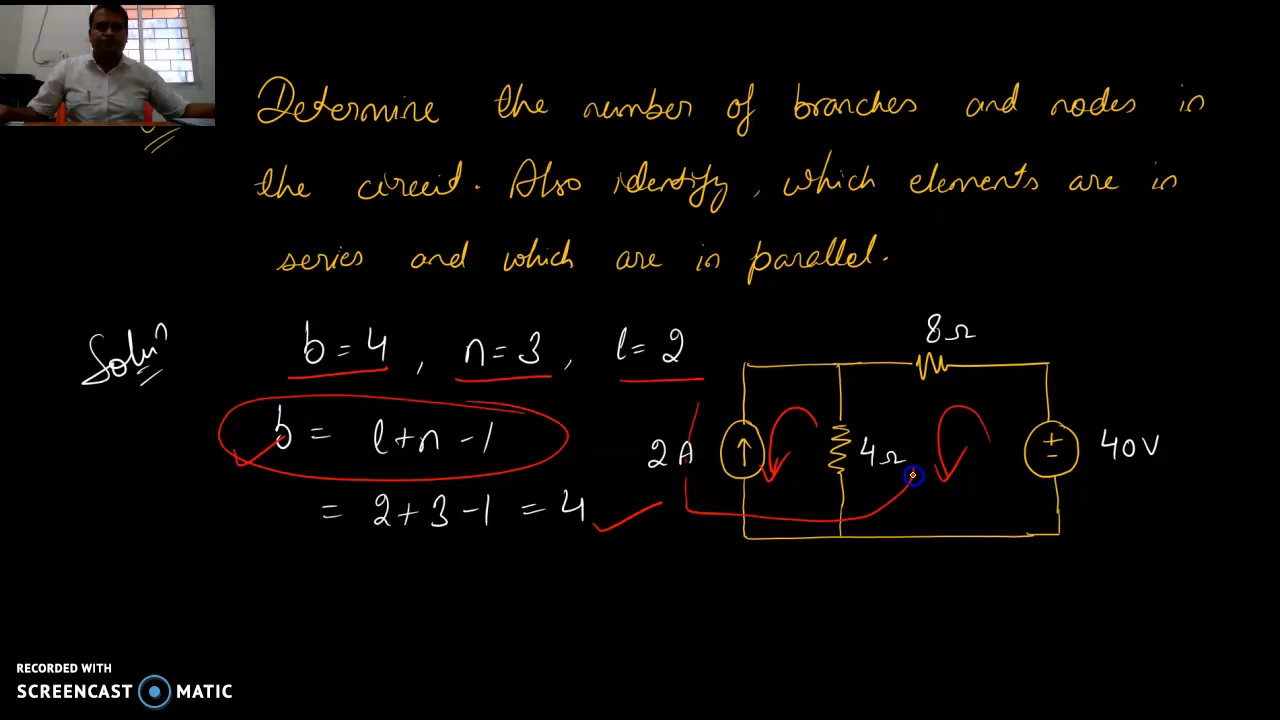 Determine the number of branches and nodes in
the circuit. Also identify, which elements are in
series and which are in parallel.
Soluⁿ
b = 4 , n = 3 , l = 2
b = l + n - 1
= 2 + 3 - 1 = 4
8Ω
2A
4Ω
40V
RECORDED WITH
SCREENCAST MATIC